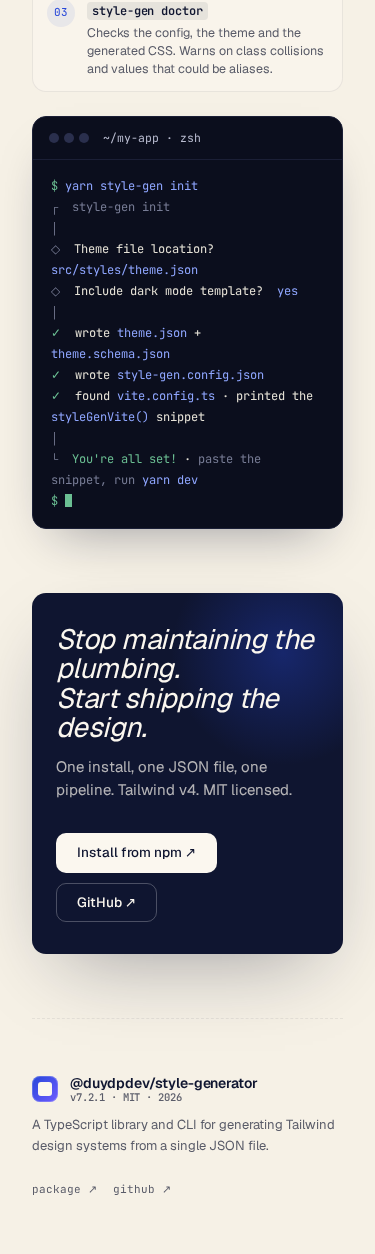 03 style-gen doctor
Checks the config, the theme and the
generated CSS. Warns on class collisions
and values that could be aliases.
~/my-app · zsh
$ yarn style-gen init
┌  style-gen init
│
◇  Theme file location?
src/styles/theme.json
◇  Include dark mode template?  yes
│
✓  wrote theme.json +
theme.schema.json
✓  wrote style-gen.config.json
✓  found vite.config.ts · printed the
styleGenVite() snippet
│
└  You're all set! · paste the
snippet, run yarn dev
$
Stop maintaining the
plumbing.
Start shipping the
design.
One install, one JSON file, one
pipeline. Tailwind v4. MIT licensed.
Install from npm ↗
GitHub ↗
@duydpdev/style-generator
v7.2.1 · MIT · 2026
A TypeScript library and CLI for generating Tailwind
design systems from a single JSON file.
package ↗  github ↗